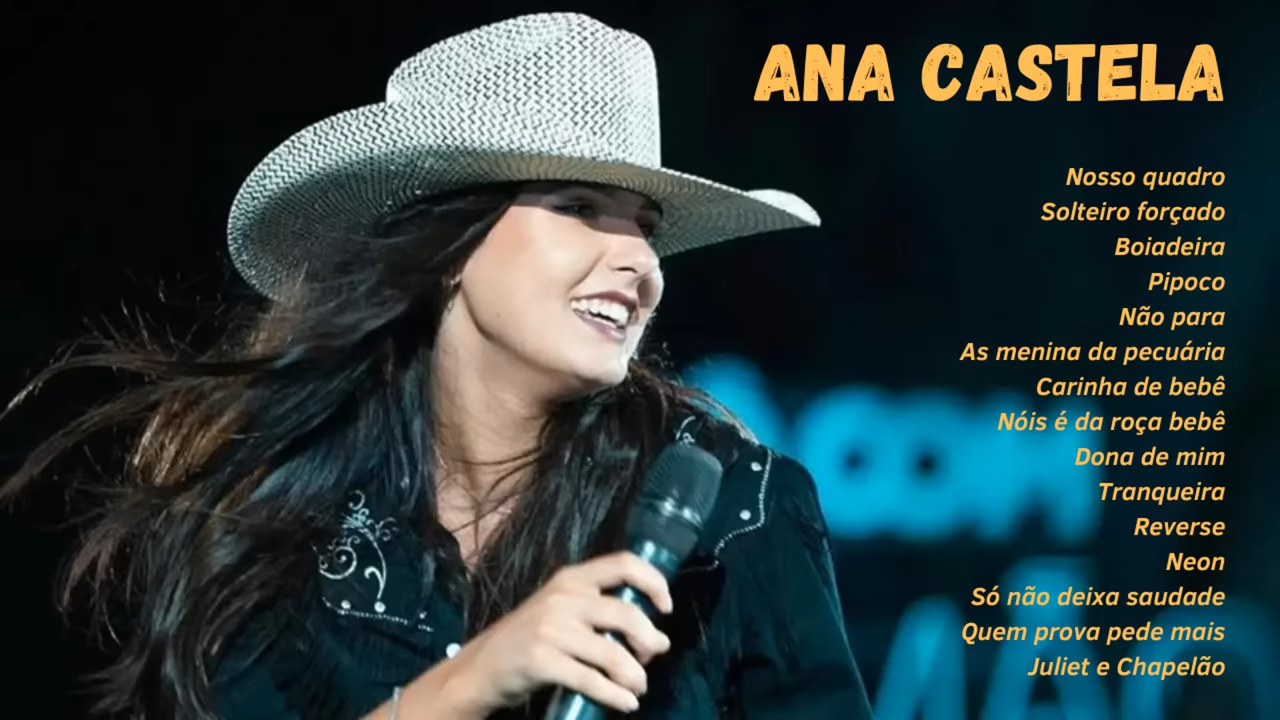 ANA CASTELA
Nosso quadro
Solteiro forçado
Boiadeira
Pipoco
Não para
As menina da pecuária
Carinha de bebê
Nóis é da roça bebê
Dona de mim
Tranqueira
Reverse
Neon
Só não deixa saudade
Quem prova pede mais
Juliet e Chapelão